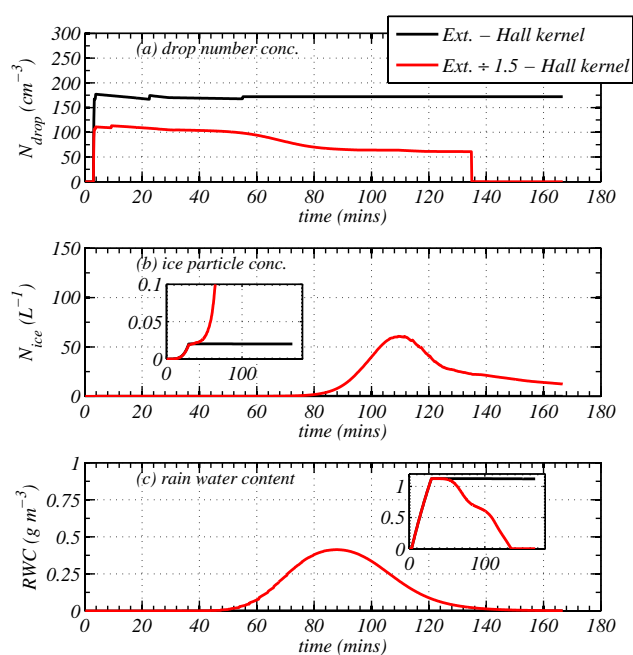 Ext. − Hall kernel
Ext. ÷ 1.5 − Hall kernel
(a) drop number conc.
300
250
200
175
150
100
50
0
N_drop (cm^−3)
0 20 40 60 80 100 120 140 160 180
time (mins)
(b) ice particle conc.
150
100
50
0
N_ice (L^−1)
0.1
0.05
0
0 100
0 20 40 60 80 100 120 140 160 180
time (mins)
(c) rain water content
1
0.75
0.5
0.25
0
RWC (g m^−3)
1
0.5
0
0 100
0 20 40 60 80 100 120 140 160 180
time (mins)